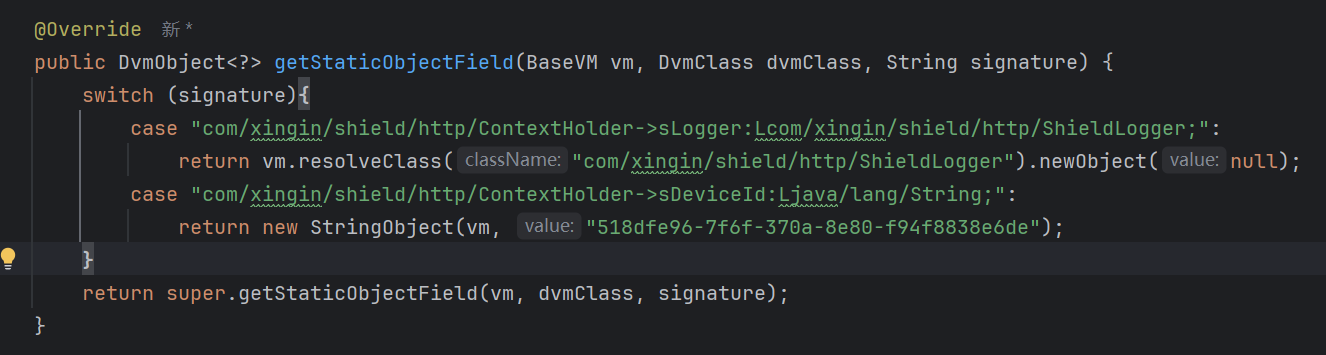 @Override 新 *
public DvmObject<?> getStaticObjectField(BaseVM vm, DvmClass dvmClass, String signature) {
switch (signature){
case "com/xingin/shield/http/ContextHolder->sLogger:Lcom/xingin/shield/http/ShieldLogger;":
return vm.resolveClass( className: "com/xingin/shield/http/ShieldLogger").newObject( value: null);
case "com/xingin/shield/http/ContextHolder->sDeviceId:Ljava/lang/String;":
return new StringObject(vm, value: "518dfe96-7f6f-370a-8e80-f94f8838e6de");
}
return super.getStaticObjectField(vm, dvmClass, signature);
}